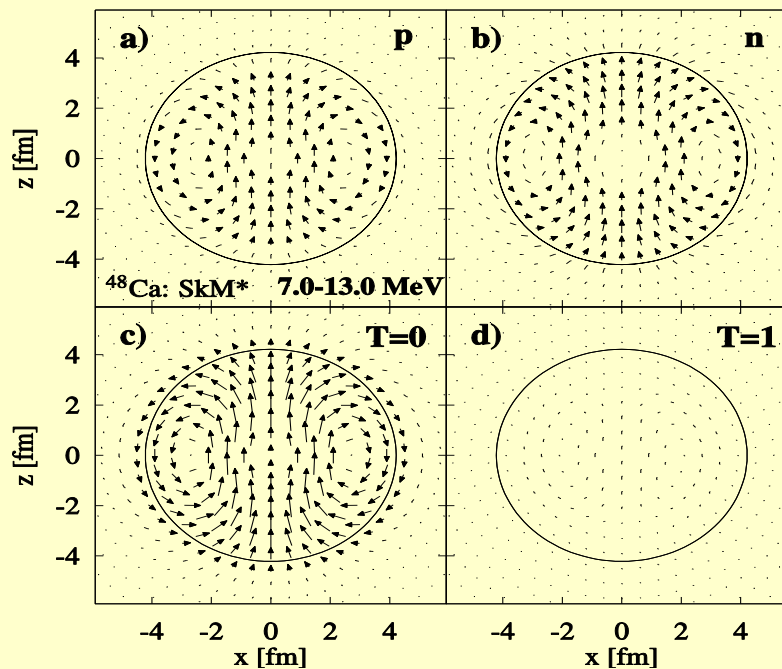 a) p b) n
4 2 0 -2 -4
z [fm]
⁴⁸Ca: SkM* 7.0-13.0 MeV
c) T=0 d) T=1
4 2 0 -2 -4
z [fm]
-4 -2 0 2 4 -4 -2 0 2 4
x [fm] x [fm]